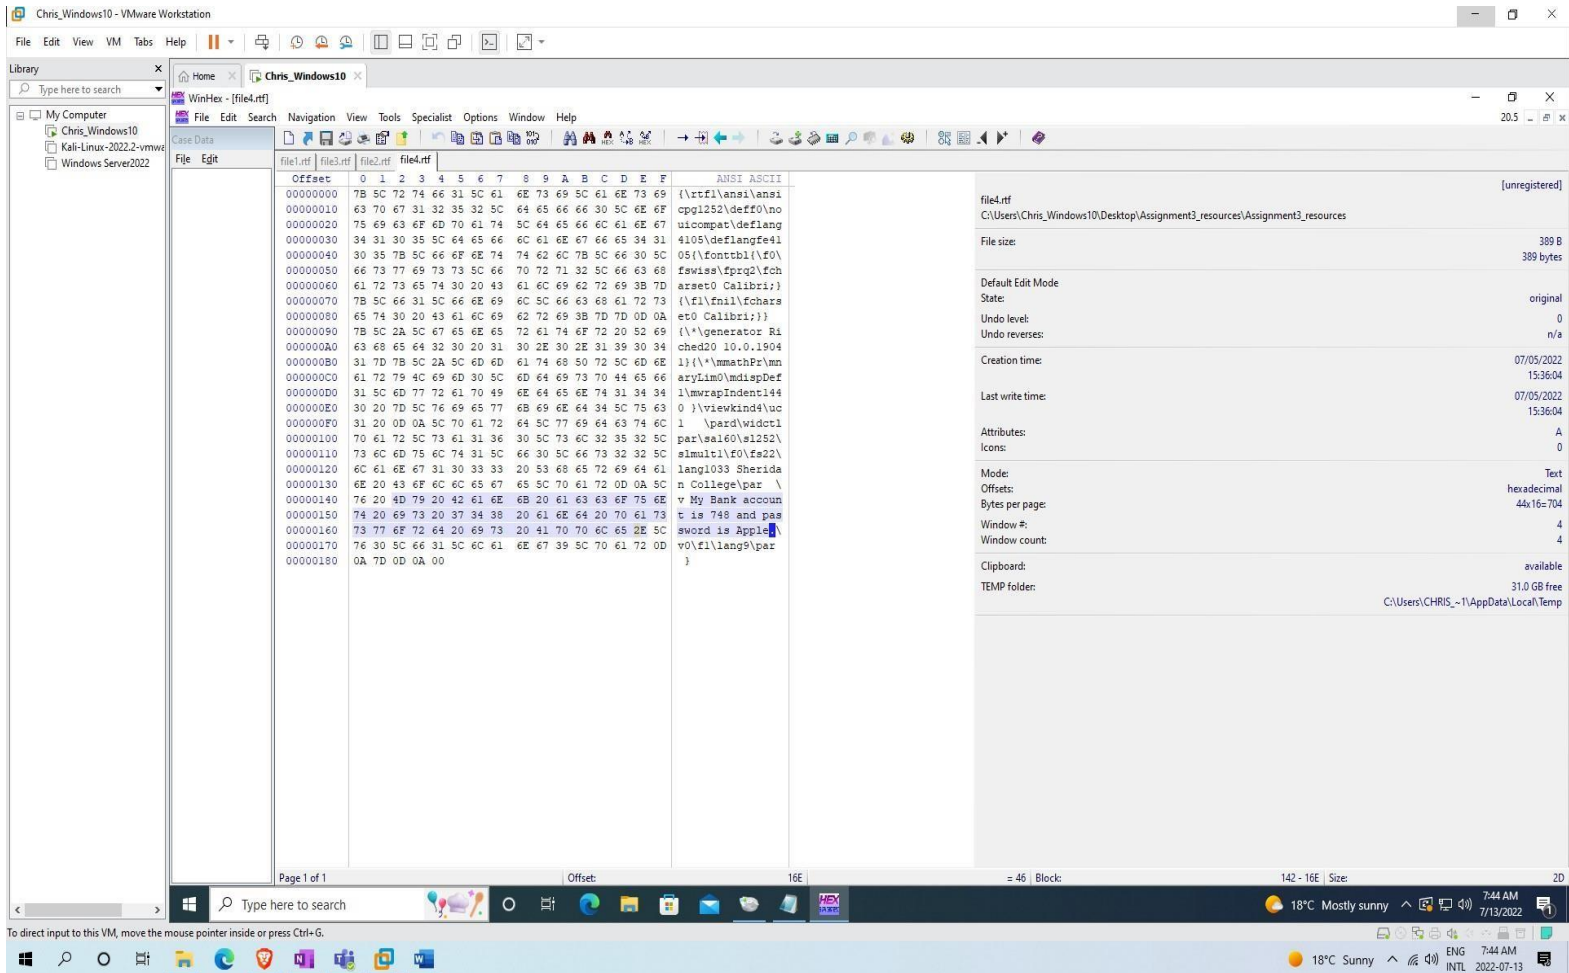 Chris_Windows10 - VMware Workstation
File Edit View VM Tabs Help
Library
Type here to search
My Computer
Chris_Windows10
Kali-Linux-2022.2-vmwa
Windows Server2022
Home
Chris_Windows10
WinHex - [file4.rtf]
File Edit Search Navigation View Tools Specialist Options Window Help
20.5
Case Data
File Edit
file1.rtf file3.rtf file2.rtf file4.rtf
Offset 0 1 2 3 4 5 6 7 8 9 A B C D E F ANSI ASCII
00000000 7B 5C 72 74 66 31 5C 61 6E 73 69 5C 61 6E 73 69 {\rtf1\ansi\ansi
00000010 63 70 67 31 32 35 32 5C 64 65 66 66 30 5C 6E 6F cpg1252\deff0\no
00000020 75 69 63 6F 6D 70 61 74 5C 64 65 66 6C 61 6E 67 uicompat\deflang
00000030 34 31 30 35 5C 64 65 66 6C 61 6E 67 66 65 34 31 4105\deflangfe41
00000040 30 35 7B 5C 66 6F 6E 74 74 62 6C 7B 5C 66 30 5C 05{\fonttbl{\f0\
00000050 66 73 77 69 73 73 5C 66 70 72 71 32 5C 66 63 68 fswiss\fprq2\fch
00000060 61 72 73 65 74 30 20 43 61 6C 69 62 72 69 3B 7D arset0 Calibri;}
00000070 7B 5C 66 31 5C 66 6E 69 6C 5C 66 63 68 61 72 73 {\f1\fnil\fchars
00000080 65 74 30 20 43 61 6C 69 62 72 69 3B 7D 7D 0D 0A et0 Calibri;}}
00000090 7B 5C 2A 5C 67 65 6E 65 72 61 74 6F 72 20 52 69 {\*\generator Ri
000000A0 63 68 65 64 32 30 20 31 30 2E 30 2E 31 39 30 34 ched20 10.0.1904
000000B0 31 7D 7B 5C 2A 5C 6D 6D 61 74 68 50 72 5C 6D 6E 1}{\*\mmathPr\mn
000000C0 61 72 79 4C 69 6D 30 5C 6D 64 69 73 70 44 65 66 aryLim0\mdispDef
000000D0 31 5C 6D 77 72 61 70 49 6E 64 65 6E 74 31 34 34 1\mwrapIndent144
000000E0 30 20 7D 5C 76 69 65 77 6B 69 6E 64 34 5C 75 63 0 }\viewkind4\uc
000000F0 31 20 0D 0A 5C 70 61 72 64 5C 77 69 64 63 74 6C 1 \pard\widctl
00000100 70 61 72 5C 73 61 31 36 30 5C 73 6C 32 35 32 5C par\sa160\sl252\
00000110 73 6C 6D 75 6C 74 31 5C 66 30 5C 66 73 32 32 5C slmult1\f0\fs22\
00000120 6C 61 6E 67 31 30 33 33 20 53 68 65 72 69 64 61 lang1033 Sherida
00000130 6E 20 43 6F 6C 6C 65 67 65 5C 70 61 72 0D 0A 5C n College\par \
00000140 76 20 4D 79 20 42 61 6E 6B 20 61 63 63 6F 75 6E v My Bank accoun
00000150 74 20 69 73 20 37 34 38 20 61 6E 64 20 70 61 73 t is 748 and pas
00000160 73 77 6F 72 64 20 69 73 20 41 70 70 6C 65 2E 5C sword is Apple.\
00000170 76 30 5C 66 31 5C 6C 61 6E 67 39 5C 70 61 72 0D v0\f1\lang9\par
00000180 0A 7D 0D 0A 00 }
[unregistered]
file4.rtf
C:\Users\Chris_Windows10\Desktop\Assignment3_resources\Assignment3_resources
File size: 389 B
389 bytes
Default Edit Mode
State: original
Undo level: 0
Undo reverses: n/a
Creation time: 07/05/2022
15:36:04
Last write time: 07/05/2022
15:36:04
Attributes: A
Icons: 0
Mode: Text
Offsets: hexadecimal
Bytes per page: 44x16=704
Window #: 4
Window count: 4
Clipboard: available
TEMP folder: 31.0 GB free
C:\Users\CHRIS_~1\AppData\Local\Temp
Page 1 of 1 Offset: 16E = 46 Block: 142 - 16E Size: 2D
Type here to search
HEX
18°C Mostly sunny 7:44 AM
7/13/2022
To direct input to this VM, move the mouse pointer inside or press Ctrl+G.
18°C Sunny ENG 7:44 AM
INTL 2022-07-13